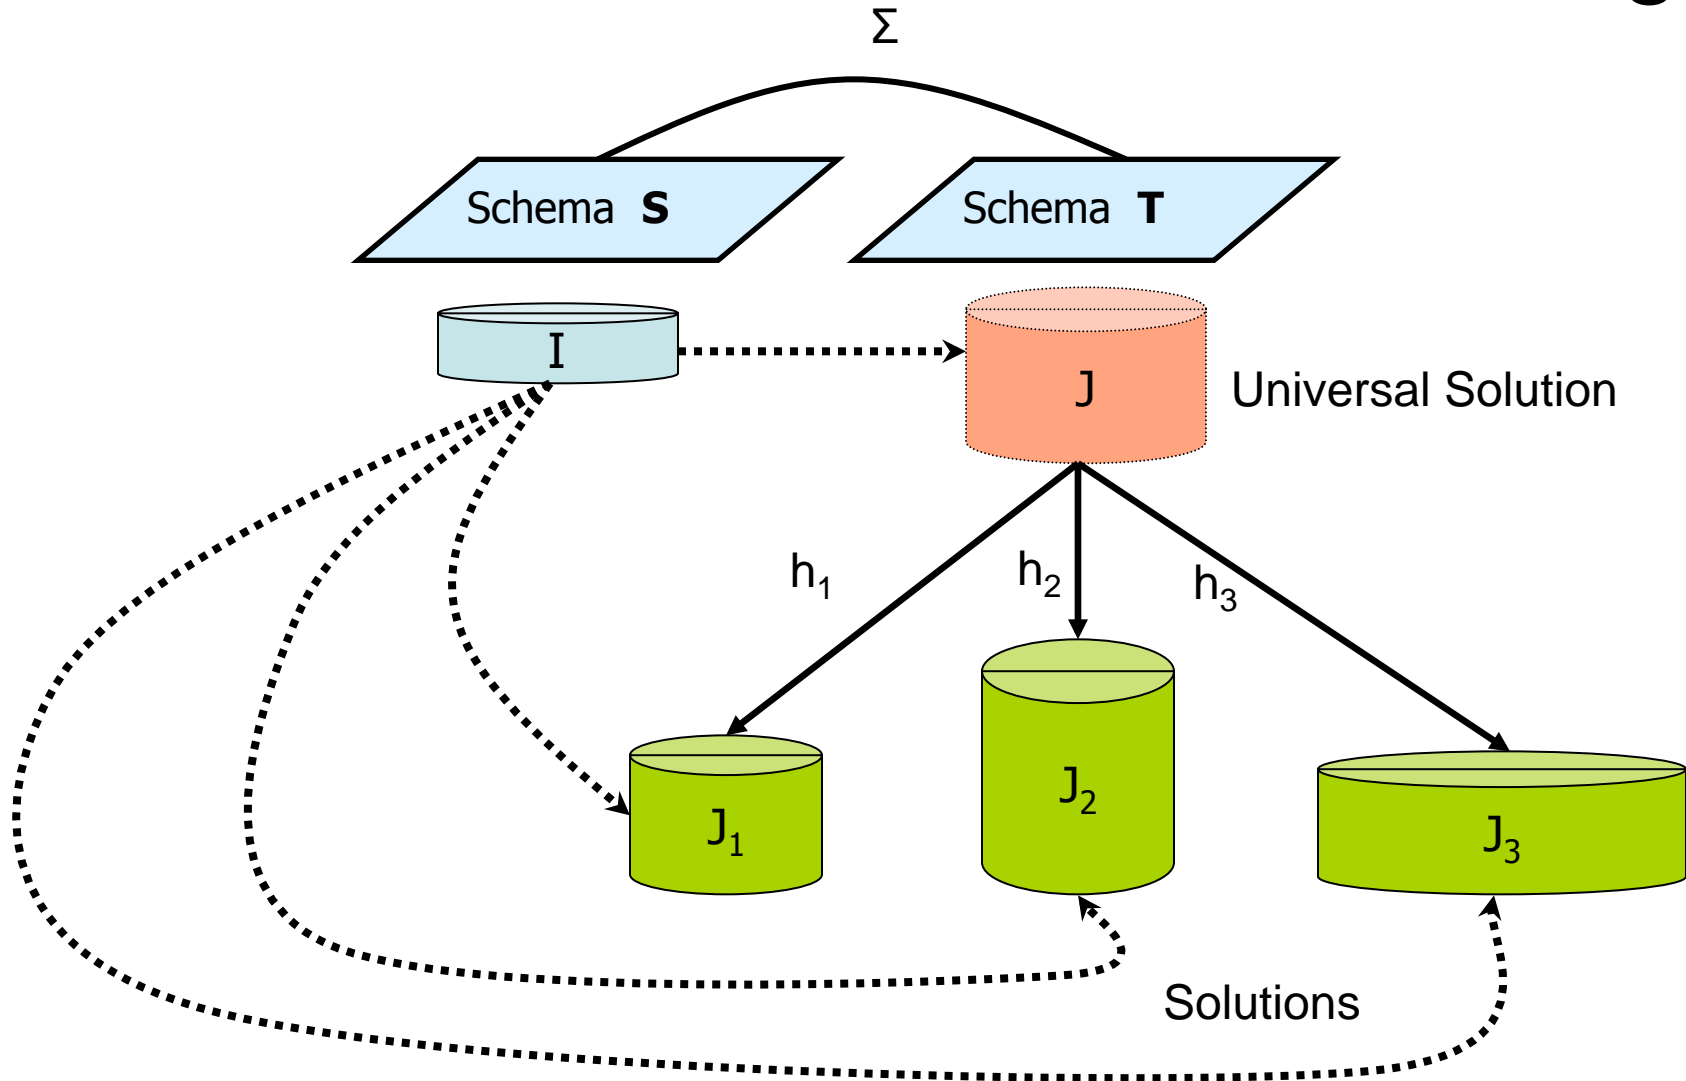 Σ
Schema S
Schema T
I
J
Universal Solution
h₁
h₂
h₃
J₁
J₂
J₃
Solutions